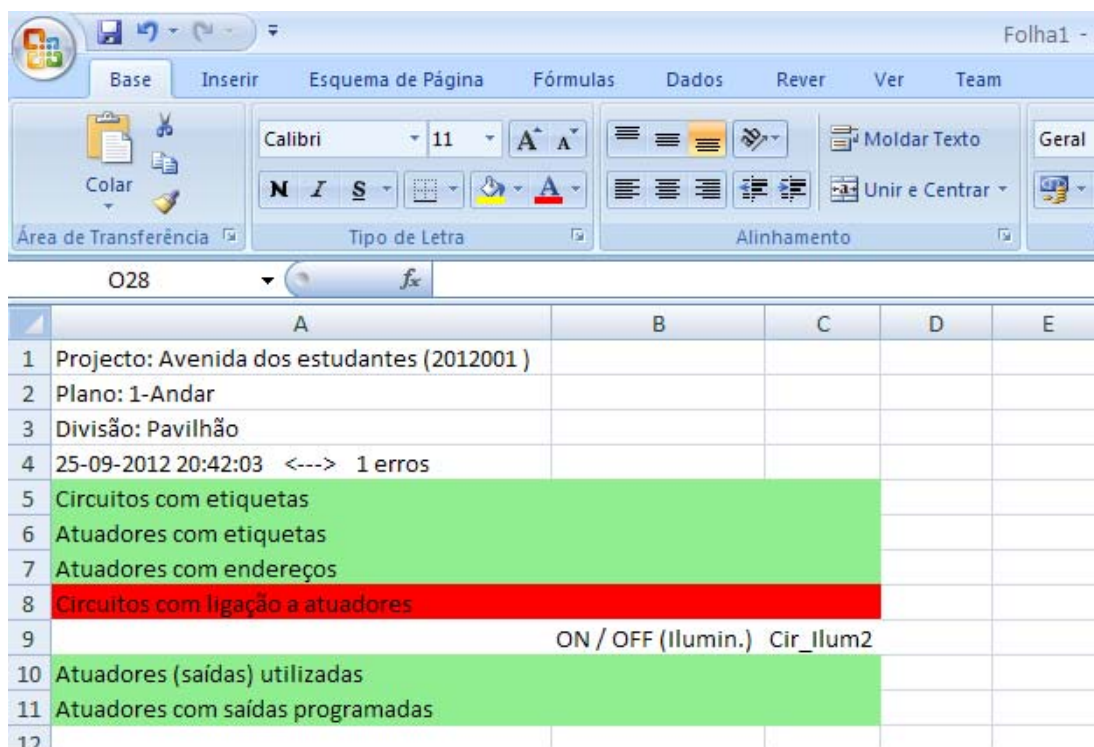 Folha1 -
Base Inserir Esquema de Página Fórmulas Dados Rever Ver Team
Calibri 11 A A Moldar Texto Geral
Colar N I S A Unir e Centrar
Área de Transferência Tipo de Letra Alinhamento
O28 fx
A B C D E
1 Projecto: Avenida dos estudantes (2012001 )
2 Plano: 1-Andar
3 Divisão: Pavilhão
4 25-09-2012 20:42:03 <---> 1 erros
5 Circuitos com etiquetas
6 Atuadores com etiquetas
7 Atuadores com endereços
8 Circuitos com ligação a atuadores
9 ON / OFF (Ilumin.) Cir_Ilum2
10 Atuadores (saídas) utilizadas
11 Atuadores com saídas programadas
12